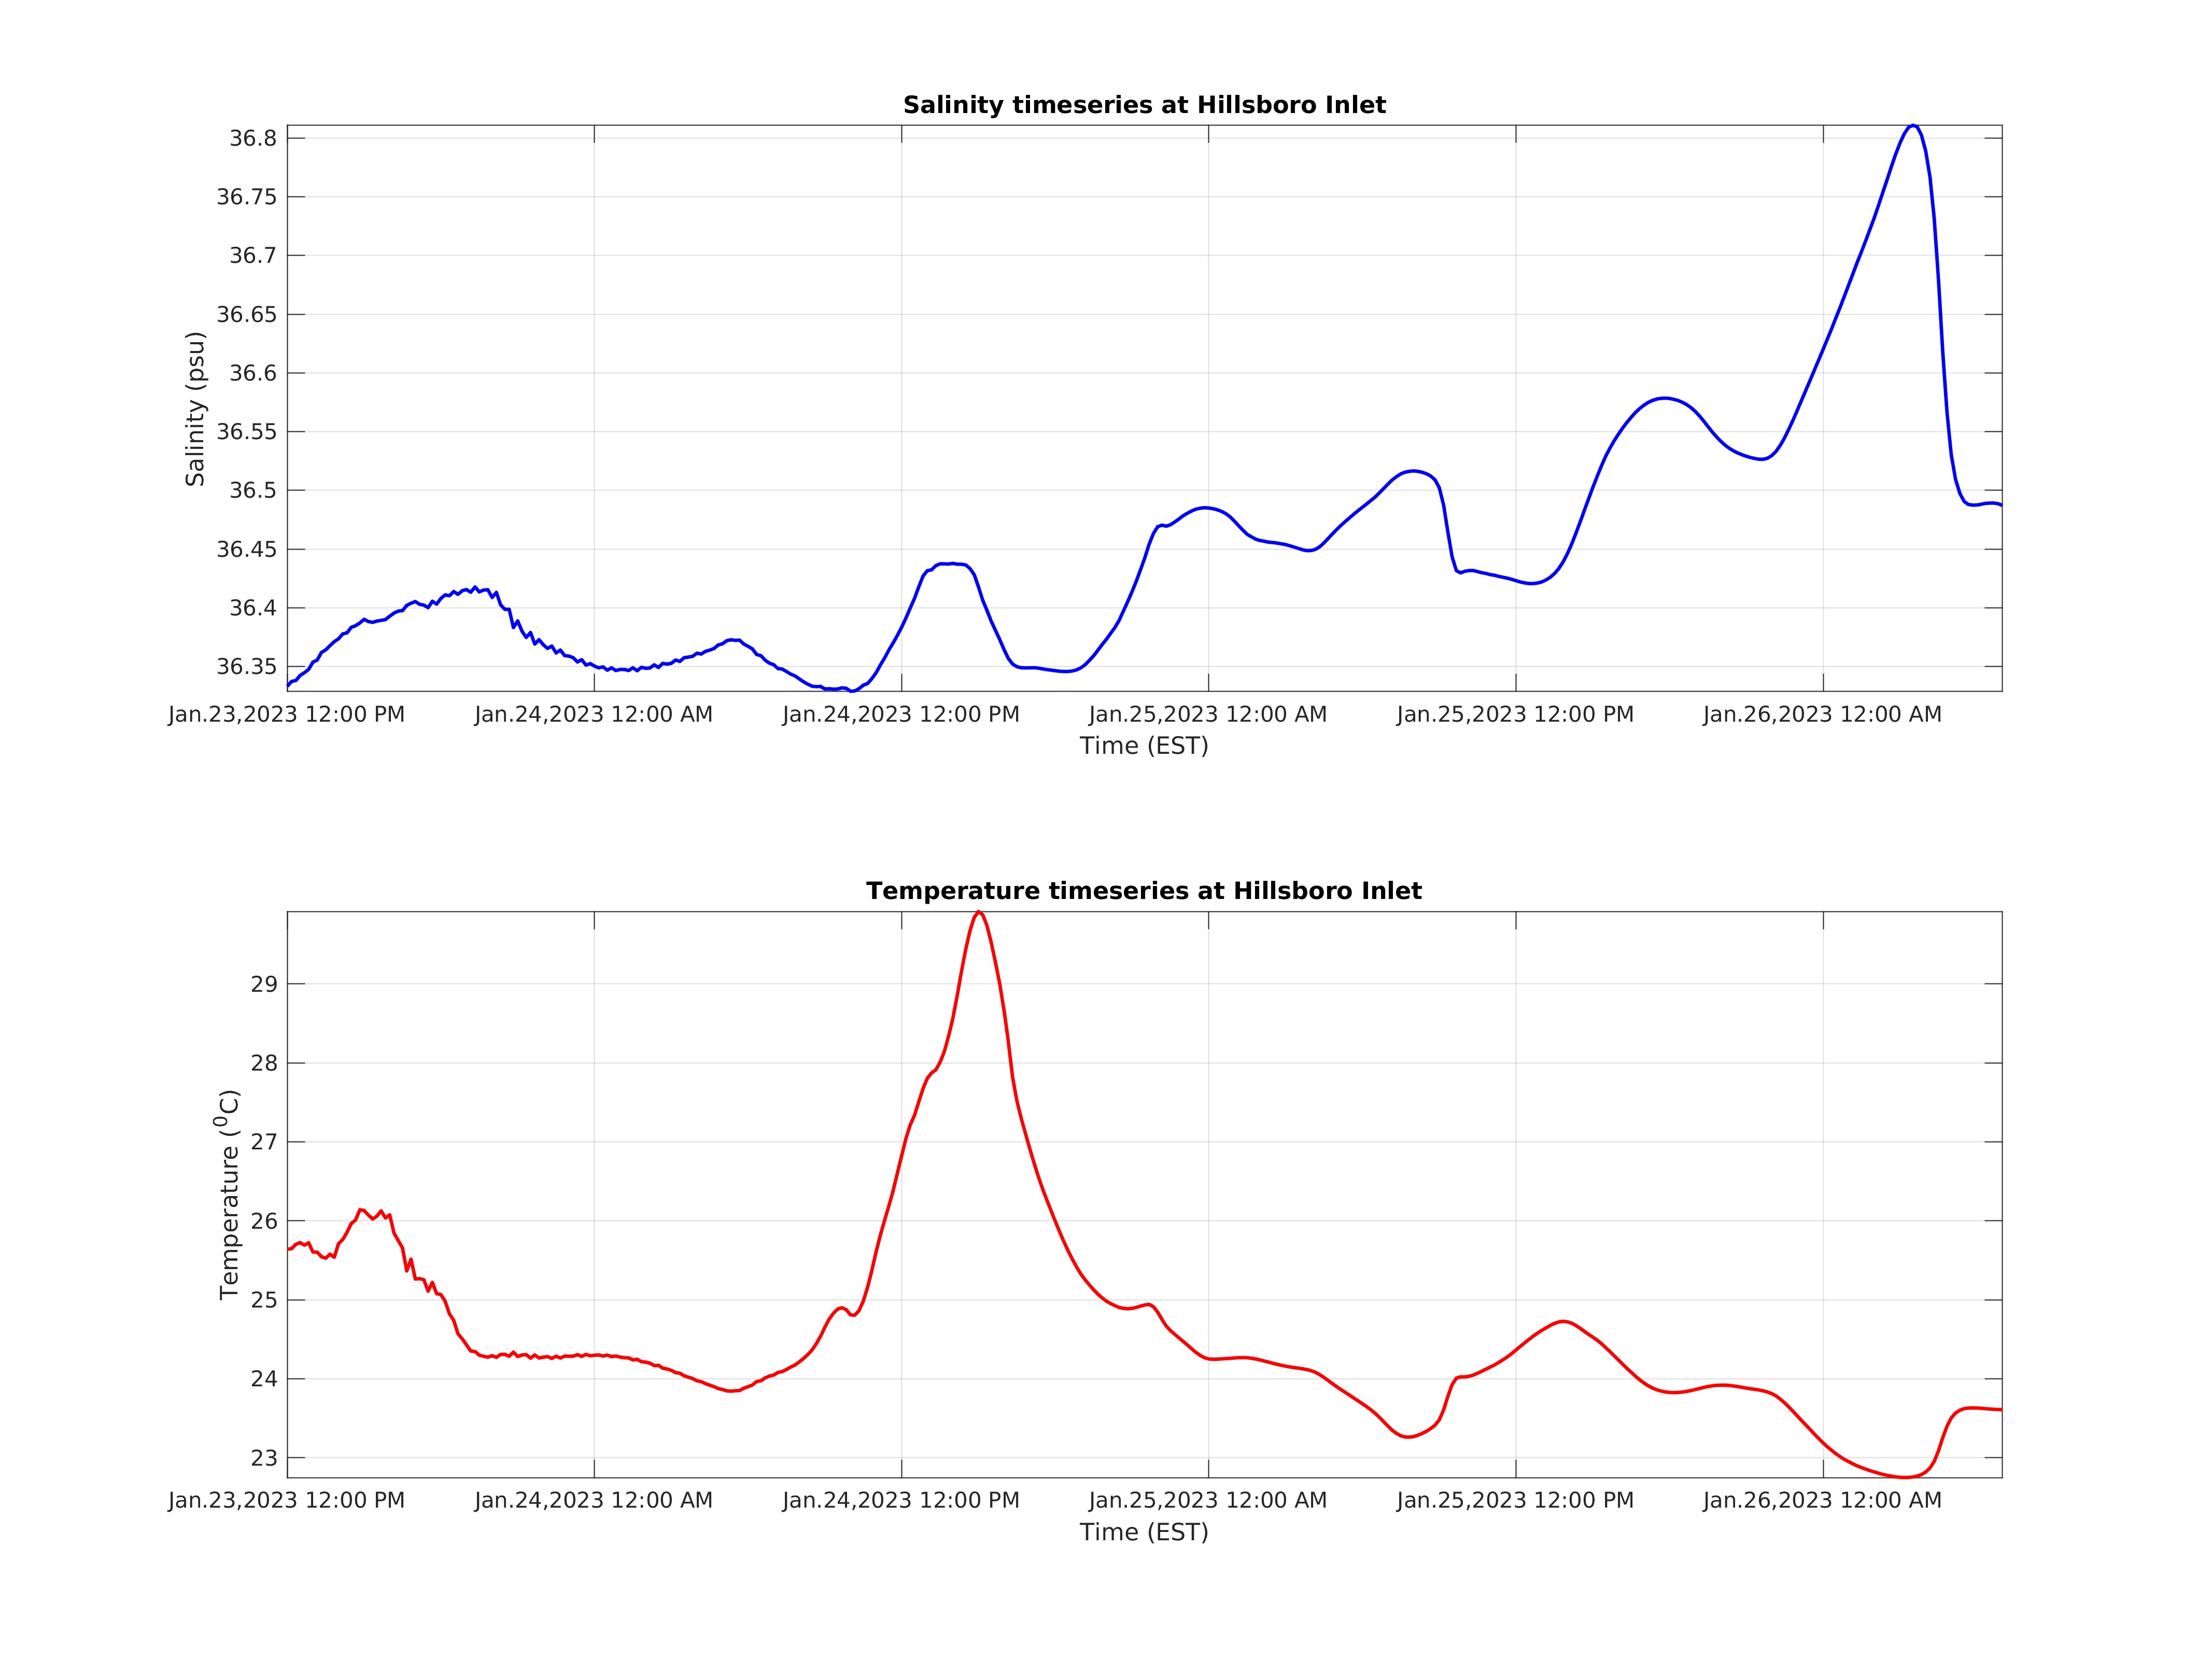 Salinity timeseries at Hillsboro Inlet
36.8
36.75
36.7
36.65
36.6
36.55
36.5
36.45
36.4
36.35
Salinity (psu)
Jan.23,2023 12:00 PM Jan.24,2023 12:00 AM Jan.24,2023 12:00 PM Jan.25,2023 12:00 AM Jan.25,2023 12:00 PM Jan.26,2023 12:00 AM
Time (EST)
Temperature timeseries at Hillsboro Inlet
29
28
27
26
25
24
23
Temperature (⁰C)
Jan.23,2023 12:00 PM Jan.24,2023 12:00 AM Jan.24,2023 12:00 PM Jan.25,2023 12:00 AM Jan.25,2023 12:00 PM Jan.26,2023 12:00 AM
Time (EST)